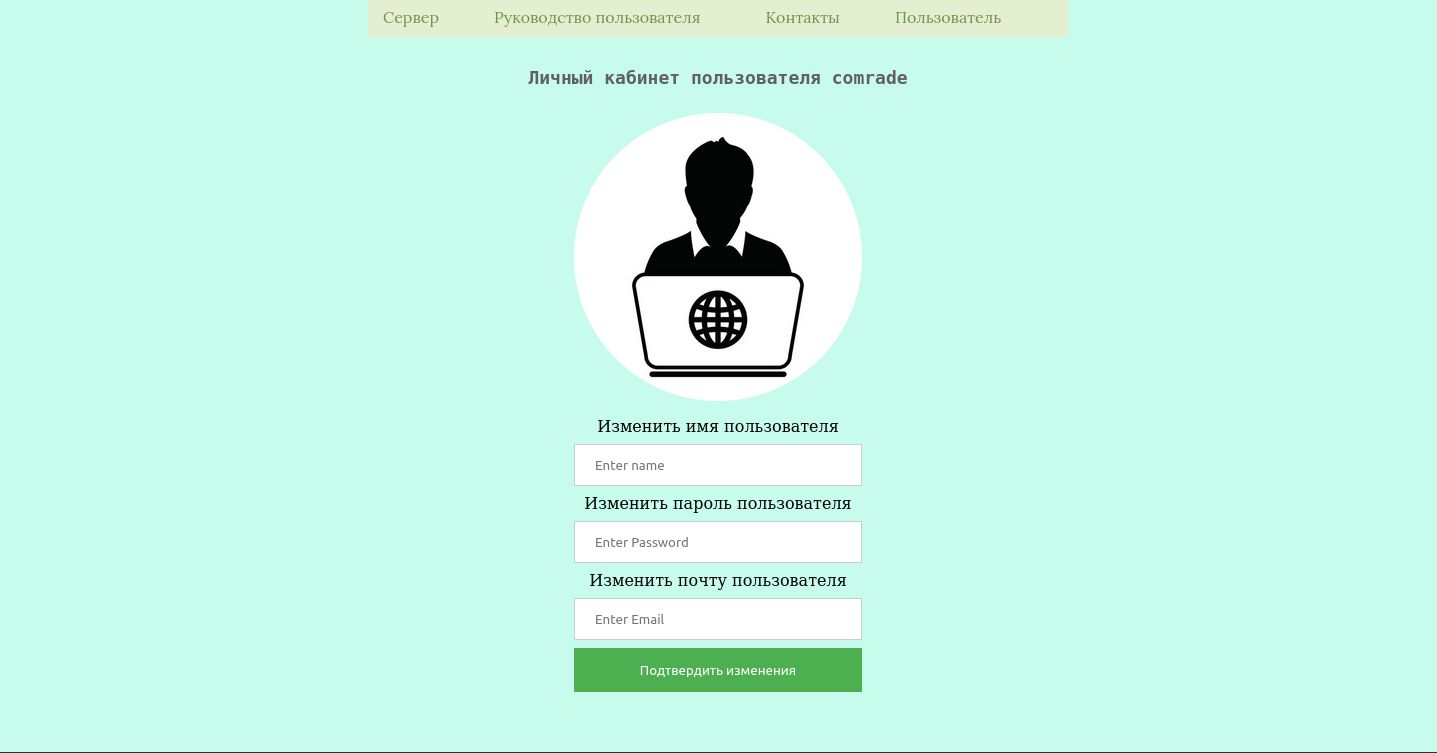 Сервер Руководство пользователя Контакты Пользователь
Личный кабинет пользователя comrade
Изменить имя пользователя
Enter name
Изменить пароль пользователя
Enter Password
Изменить почту пользователя
Enter Email
Подтвердить изменения